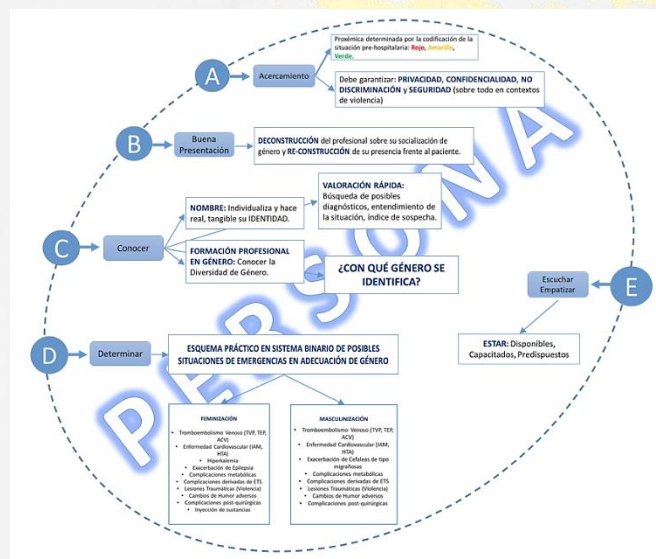 A
Acercamiento
Proxémica determinada por la codificación de la
situación pre-hospitalaria: Rojo, Amarillo,
Verde.
Debe garantizar: PRIVACIDAD, CONFIDENCIALIDAD, NO
DISCRIMINACIÓN y SEGURIDAD (sobre todo en contextos
de violencia)
B
Buena
Presentación
DECONSTRUCCIÓN del profesional sobre su socialización de
género y RE-CONSTRUCCIÓN de su presencia frente al paciente.
C
Conocer
NOMBRE: Individualiza y hace
real, tangible su IDENTIDAD.
VALORACIÓN RÁPIDA:
Búsqueda de posibles
diagnósticos, entendimiento de
la situación, índice de sospecha.
FORMACIÓN PROFESIONAL
EN GÉNERO: Conocer la
Diversidad de Género.
¿CON QUÉ GÉNERO SE
IDENTIFICA?
D
Determinar
ESQUEMA PRÁCTICO EN SISTEMA BINARIO DE POSIBLES
SITUACIONES DE EMERGENCIAS EN ADECUACIÓN DE GÉNERO
FEMINIZACIÓN
• Tromboembolismo Venoso (TVP, TEP,
ACV)
• Enfermedad Cardiovascular (IAM,
HTA)
• Hiperkalemia
• Exacerbación de Epilepsia
• Complicaciones metabólicas
• Complicaciones derivadas de ETS
• Lesiones Traumáticas (Violencia)
• Cambios de Humor adversos
• Complicaciones post-quirúrgicas
• Inyección de sustancias
MASCULINIZACIÓN
• Tromboembolismo Venoso (TVP, TEP,
ACV)
• Enfermedad Cardiovascular (IAM,
HTA)
• Exacerbación de Cefaleas de tipo
migrañosas
• Complicaciones metabólicas
• Complicaciones derivadas de ETS
• Lesiones Traumáticas (Violencia)
• Cambios de Humor adversos
• Complicaciones post-quirúrgicas
E
Escuchar
Empatizar
ESTAR: Disponibles,
Capacitados, Predispuestos
PERSONA